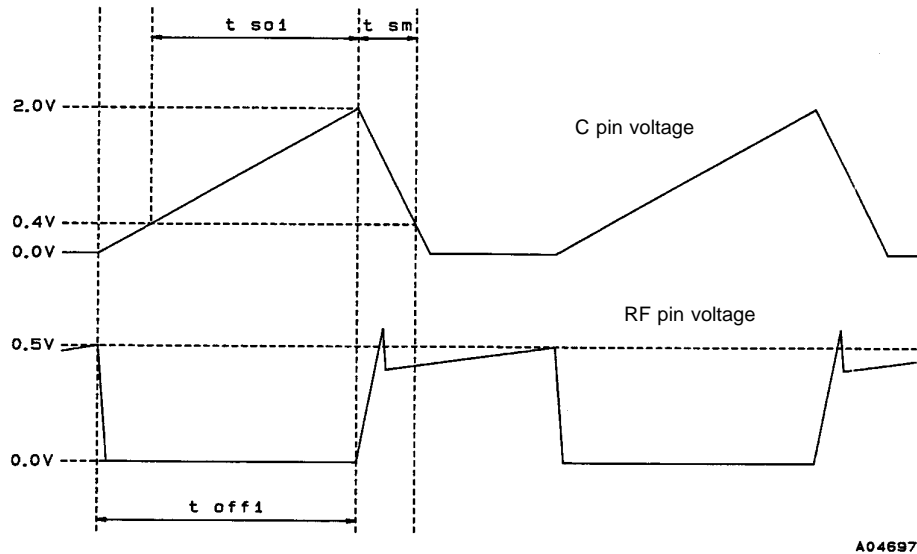 t so1
t sm
2.0V
C pin voltage
0.4V
0.0V
RF pin voltage
0.5V
0.0V
t off1
A04697